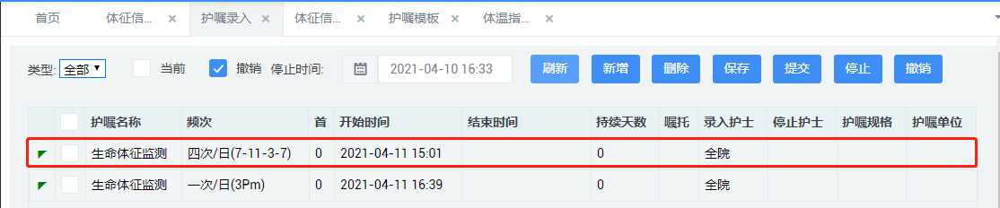 首页 体征信... 护嘱录入 体征信... 护嘱模板 体温指...
类型: 全部 当前 撤销 停止时间: 2021-04-10 16:33 刷新 新增 删除 保存 提交 停止 撤销
护嘱名称 频次 首 开始时间 结束时间 持续天数 嘱托 录入护士 停止护士 护嘱规格 护嘱单位
生命体征监测 四次/日(7-11-3-7) 0 2021-04-11 15:01 0 全院
生命体征监测 一次/日(3Pm) 0 2021-04-11 16:39 0 全院